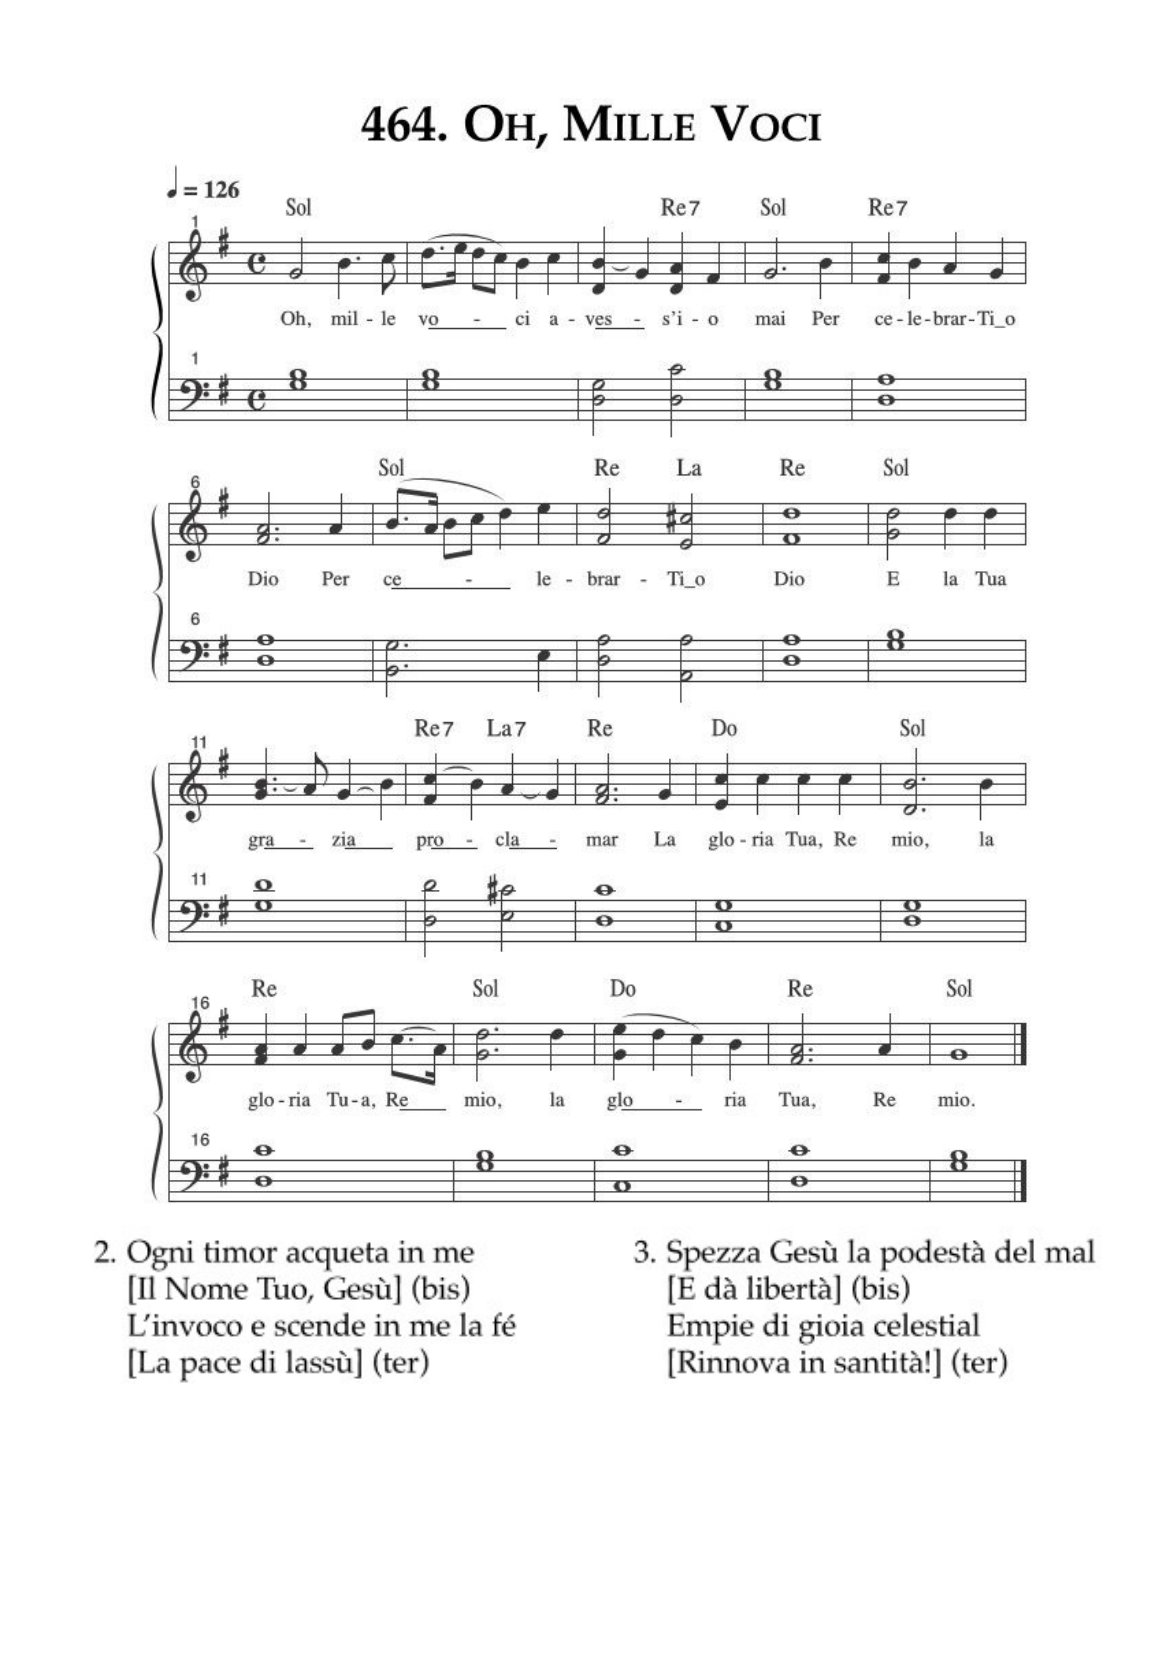 464. Oh, Mille Voci
= 126
Sol Re7 Sol Re7
1
Oh, mil - le vo - ci a - ves - s'i - o mai Per ce - le - brar - Ti_o
1
Sol Re La Re Sol
6
Dio Per ce - le - brar - Ti_o Dio E la Tua
6
Re7 La7 Re Do Sol
11
gra - zia pro - cla - mar La glo - ria Tua, Re mio, la
11
Re Sol Do Re Sol
16
glo - ria Tu - a, Re mio, la glo - ria Tua, Re mio.
16
2. Ogni timor acqueta in me
[Il Nome Tuo, Gesù] (bis)
L'invoco e scende in me la fé
[La pace di lassù] (ter)
3. Spezza Gesù la podestà del mal
[E dà libertà] (bis)
Empie di gioia celestial
[Rinnova in santità!] (ter)